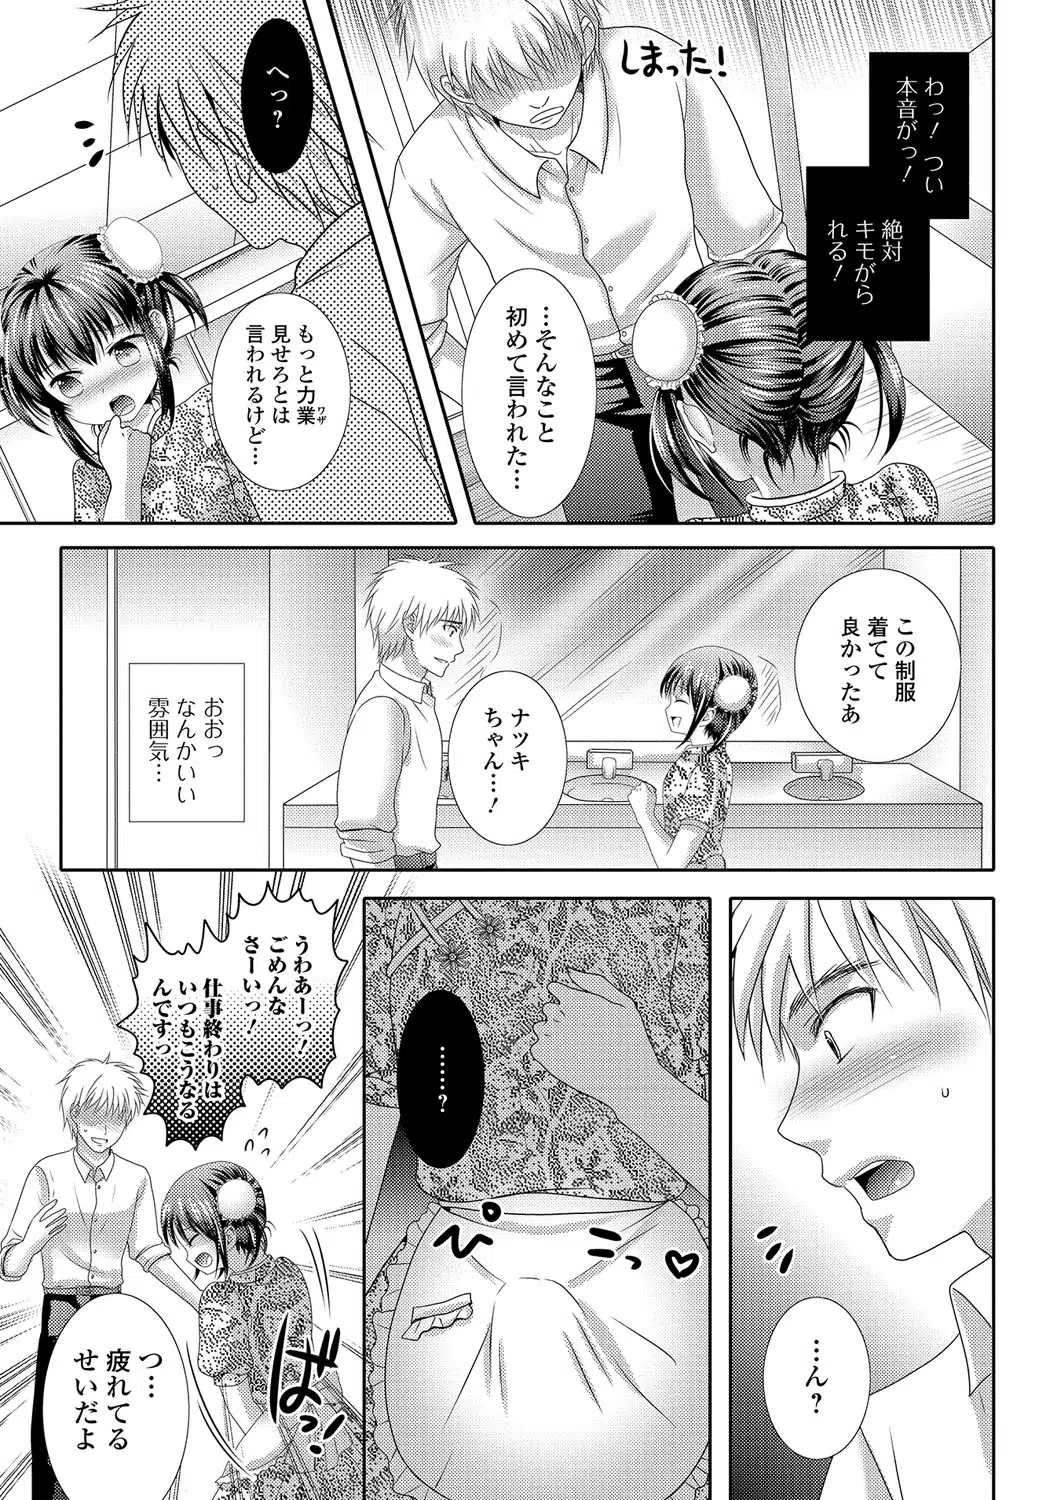 わっ！つい
本音がっ！
絶対
キモがら
れる！
しまった！
…そんなこと
初めて言われた…
へっ？
もっと力業
ワザ
見せろとは
言われるけど…
この制服
着てて
良かったあ
ナツキ
ちゃん…！
おおっ
なんかいい
雰囲気…
…ん？
……？
ぴ
こっ♡
うわあーっ！
ごめんな
さーいっ！
仕事終わりは
いつもこうなる
んですっ
ばっ！
つ…
疲れてる
せいだよ